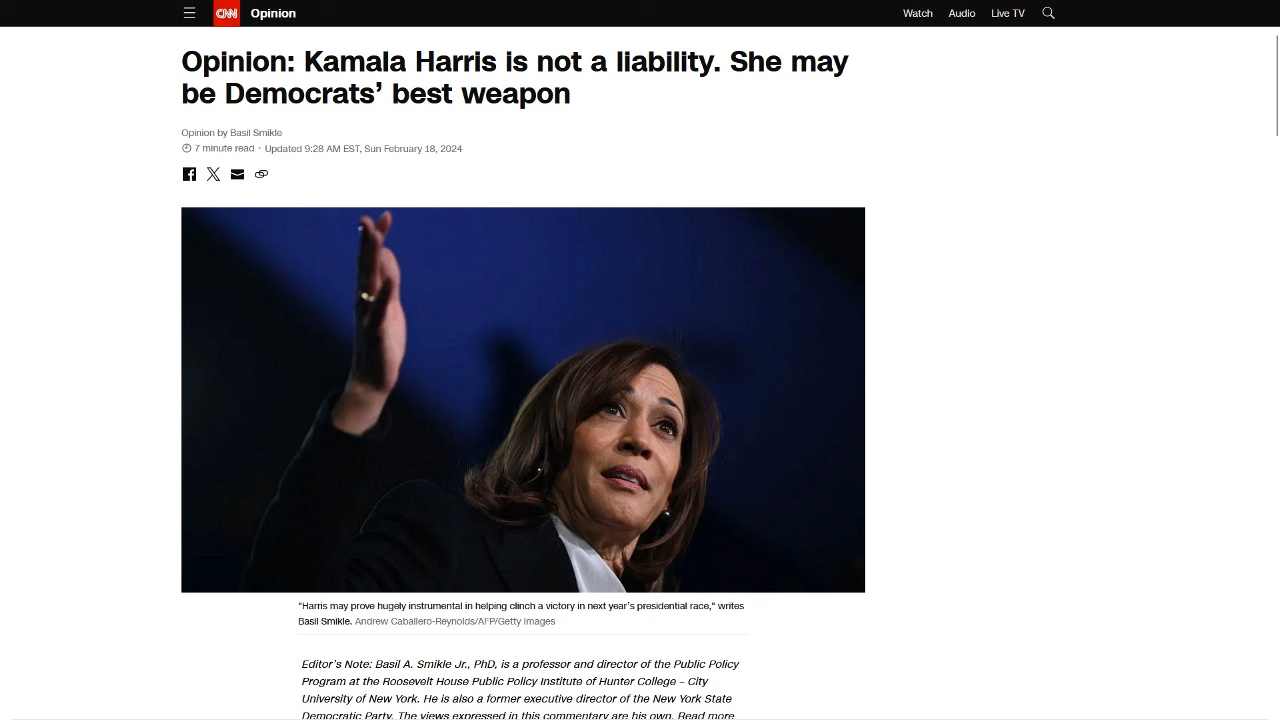 CNN Opinion Watch Audio Live TV
Opinion: Kamala Harris is not a liability. She may
be Democrats’ best weapon
Opinion by Basil Smikle
7 minute read · Updated 9:28 AM EST, Sun February 18, 2024
"Harris may prove hugely instrumental in helping clinch a victory in next year's presidential race," writes
Basil Smikle. Andrew Caballero-Reynolds/AFP/Getty Images
Editor’s Note: Basil A. Smikle Jr., PhD, is a professor and director of the Public Policy
Program at the Roosevelt House Public Policy Institute of Hunter College – City
University of New York. He is also a former executive director of the New York State
Democratic Party. The views expressed in this commentary are his own. Read more